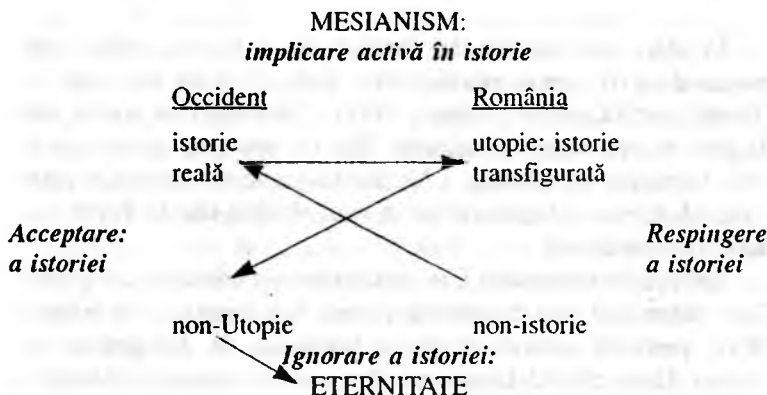 MESIANISM:
implicare activă în istorie
Occident România
istorie utopie: istorie
reală transfigurată
Acceptare: Respingere
a istoriei a istoriei
non-Utopie non-istorie
Ignorare a istoriei:
ETERNITATE